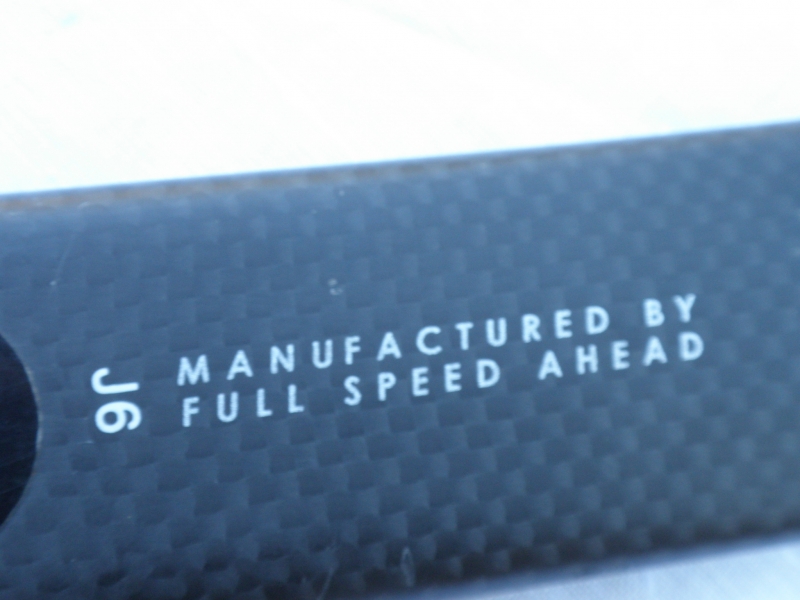 J6
MANUFACTURED BY
FULL SPEED AHEAD